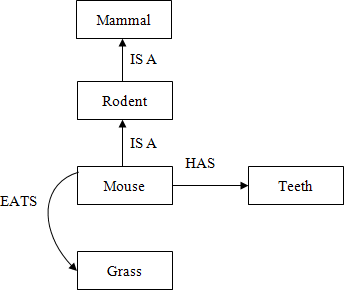 Mammal
IS A
Rodent
IS A
Mouse
HAS
Teeth
EATS
Grass